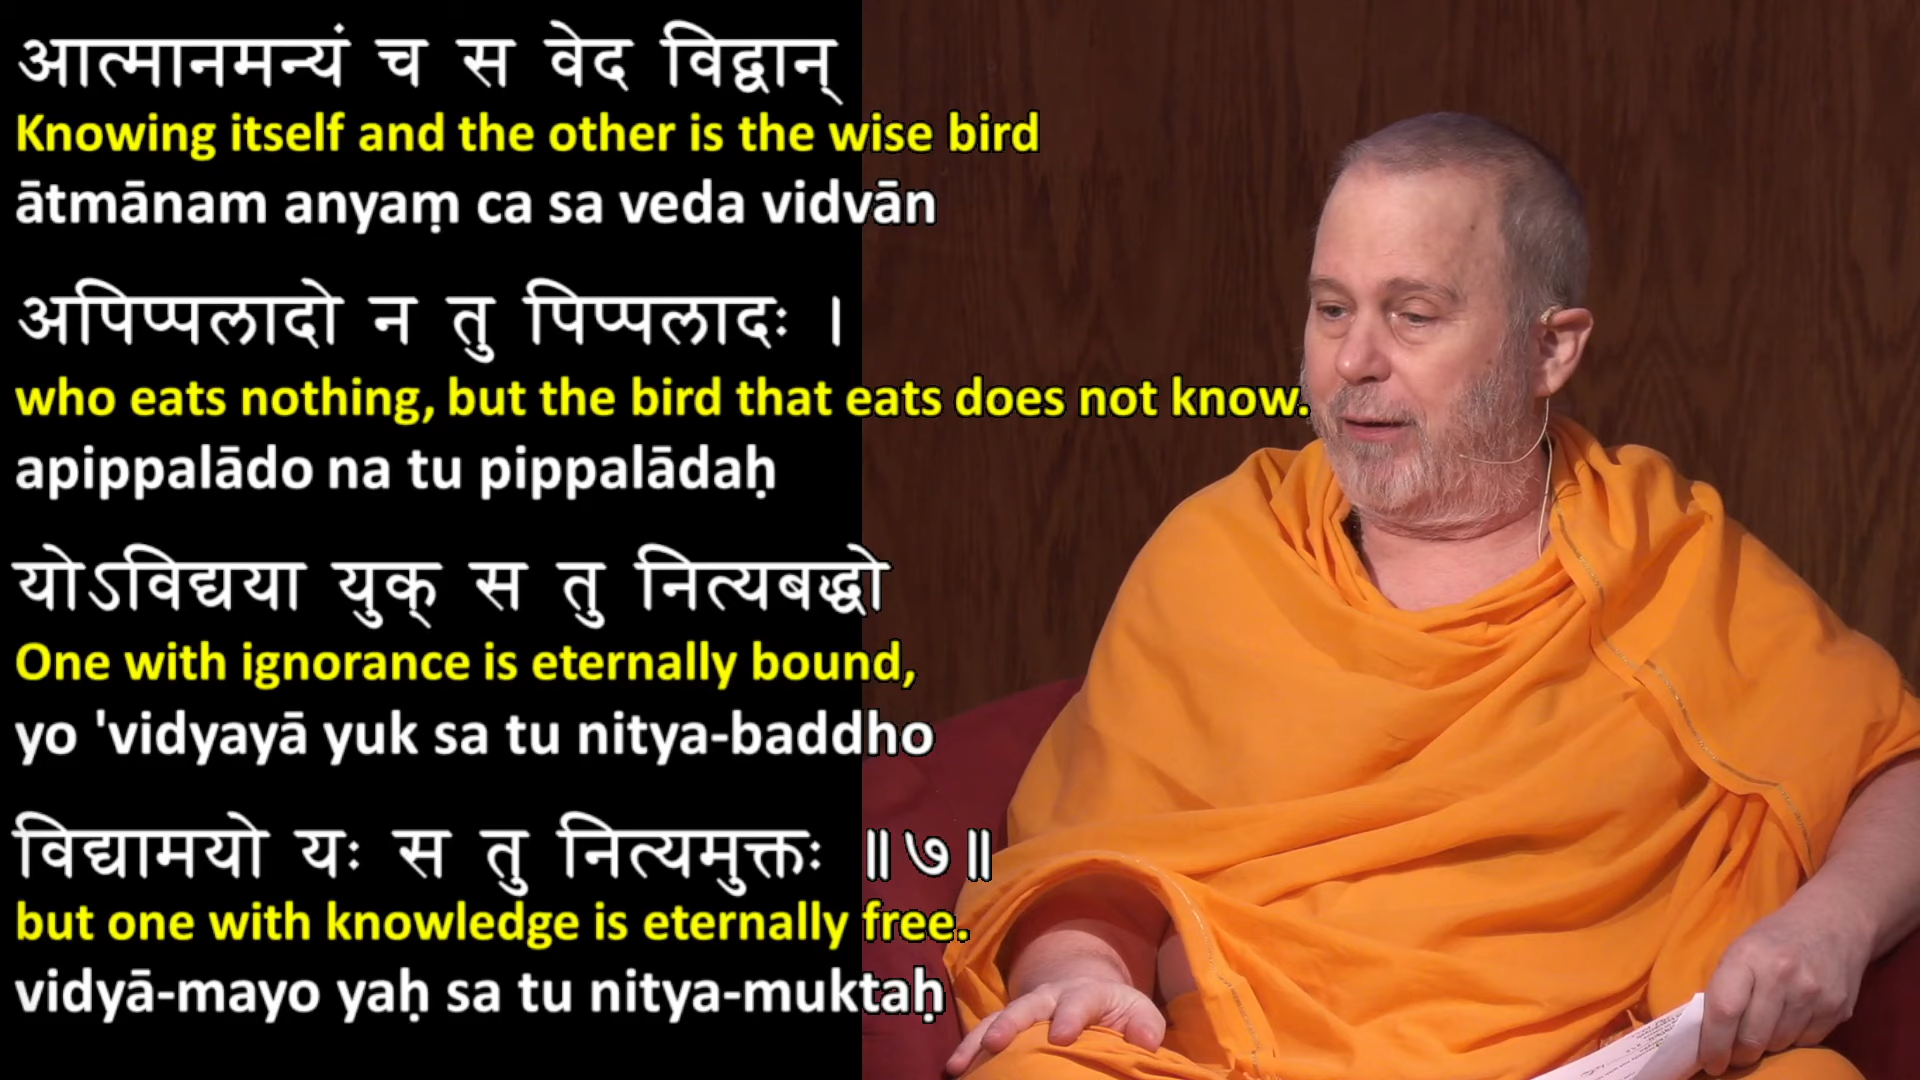 आत्मानमन्यं च स वेद विद्वान्
Knowing itself and the other is the wise bird
ātmānam anyaṃ ca sa veda vidvān
अपिप्पलादो न तु पिप्पलादः ।
who eats nothing, but the bird that eats does not know.
apippalādo na tu pippalādaḥ
योऽविद्यया युक् स तु नित्यबद्धो
One with ignorance is eternally bound,
yo 'vidyayā yuk sa tu nitya-baddho
विद्यामयो यः स तु नित्यमुक्तः ॥ ७ ॥
but one with knowledge is eternally free.
vidyā-mayo yaḥ sa tu nitya-muktaḥ